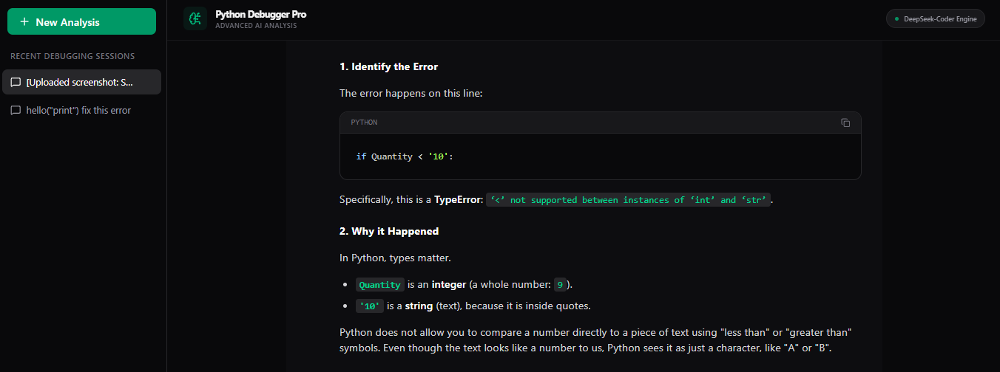 New Analysis
RECENT DEBUGGING SESSIONS
[Uploaded screenshot: S...
hello("print") fix this error
Python Debugger Pro
ADVANCED AI ANALYSIS
DeepSeek-Coder Engine
1. Identify the Error
The error happens on this line:
PYTHON
if Quantity < '10':
Specifically, this is a TypeError: ‘<’ not supported between instances of ‘int’ and ‘str’.
2. Why it Happened
In Python, types matter.
• Quantity is an integer (a whole number: 9).
• '10' is a string (text), because it is inside quotes.
Python does not allow you to compare a number directly to a piece of text using "less than" or "greater than"
symbols. Even though the text looks like a number to us, Python sees it as just a character, like "A" or "B".